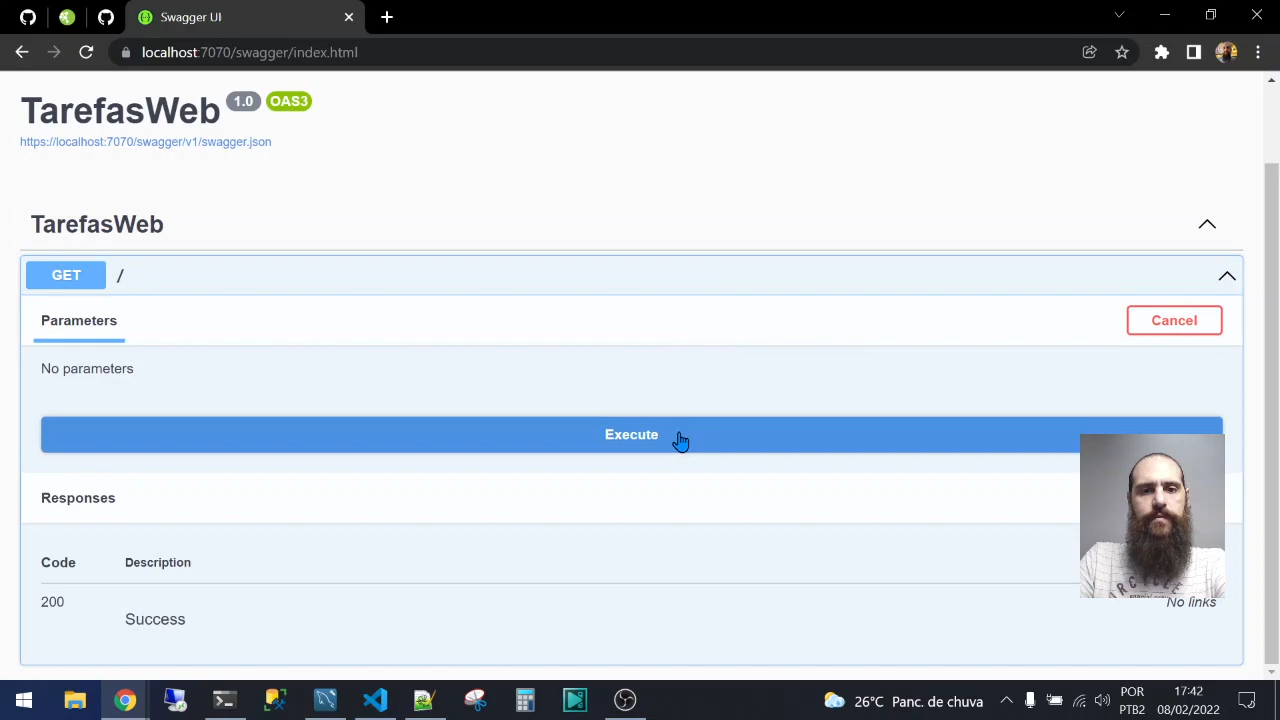 Swagger UI
localhost:7070/swagger/index.html
TarefasWeb 1.0 OAS3
https://localhost:7070/swagger/v1/swagger.json
TarefasWeb
GET /
Parameters
Cancel
No parameters
Execute
Responses
Code Description
200
Success
No links
26°C Panc. de chuva
POR
PTB2
17:42
08/02/2022